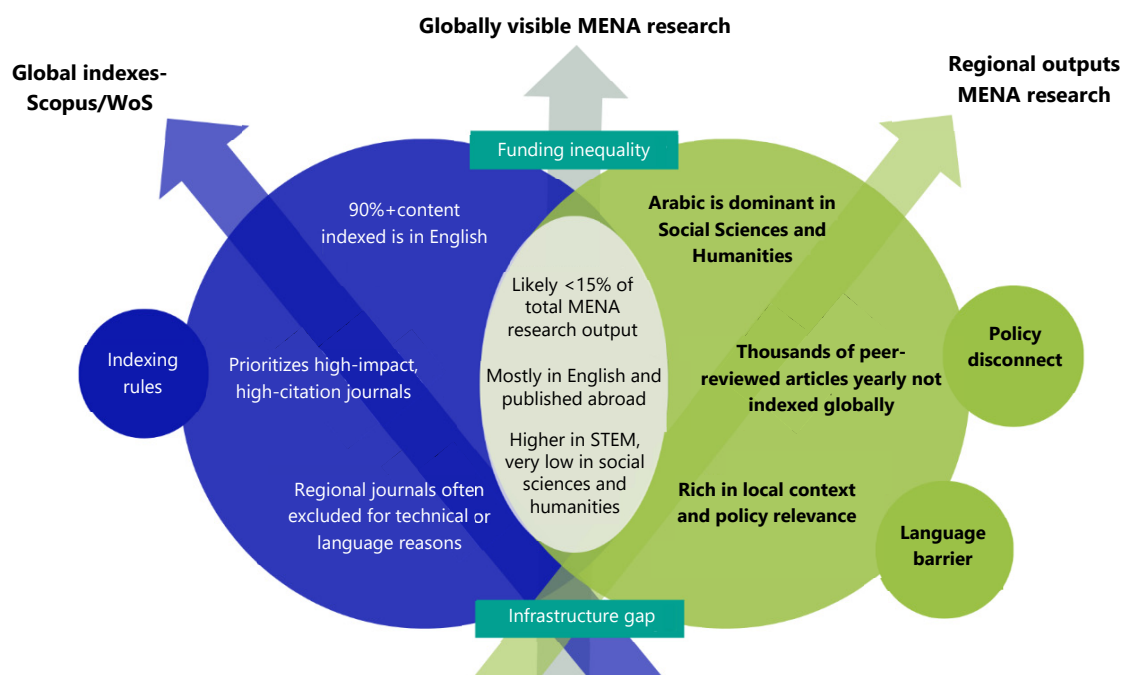 Globally visible MENA research
Global indexes-
Scopus/WoS
Regional outputs
MENA research
Funding inequality
90%+content
indexed is in English
Prioritizes high-impact,
high-citation journals
Regional journals often
excluded for technical or
language reasons
Indexing
rules
Likely <15% of
total MENA
research output
Mostly in English and
published abroad
Higher in STEM,
very low in social
sciences and
humanities
Arabic is dominant in
Social Sciences and
Humanities
Thousands of peer-
reviewed articles yearly not
indexed globally
Rich in local context
and policy relevance
Policy
disconnect
Language
barrier
Infrastructure gap